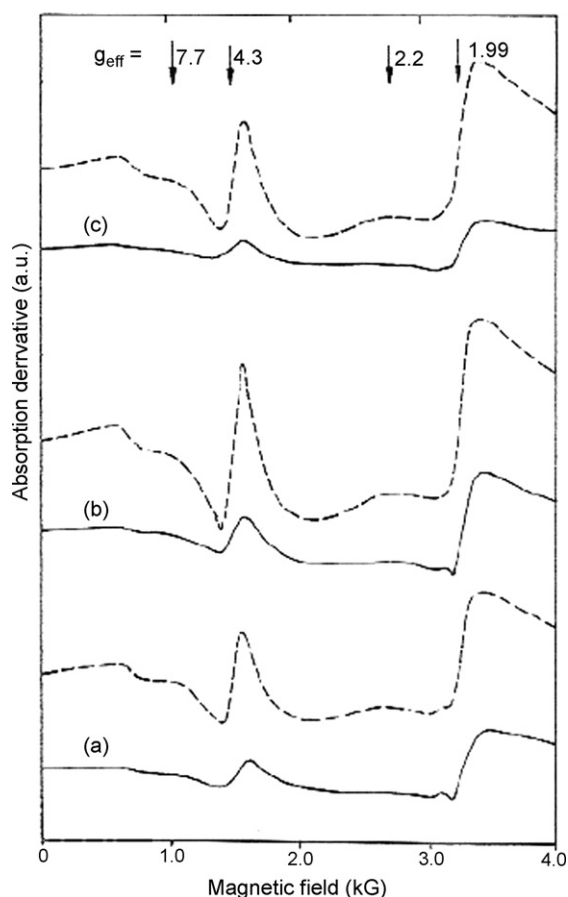 g_eff = 7.7 4.3 2.2 1.99
(c)
(b)
(a)
Absorption derrvative (a.u.)
0 1.0 2.0 3.0 4.0
Magnetic field (kG)